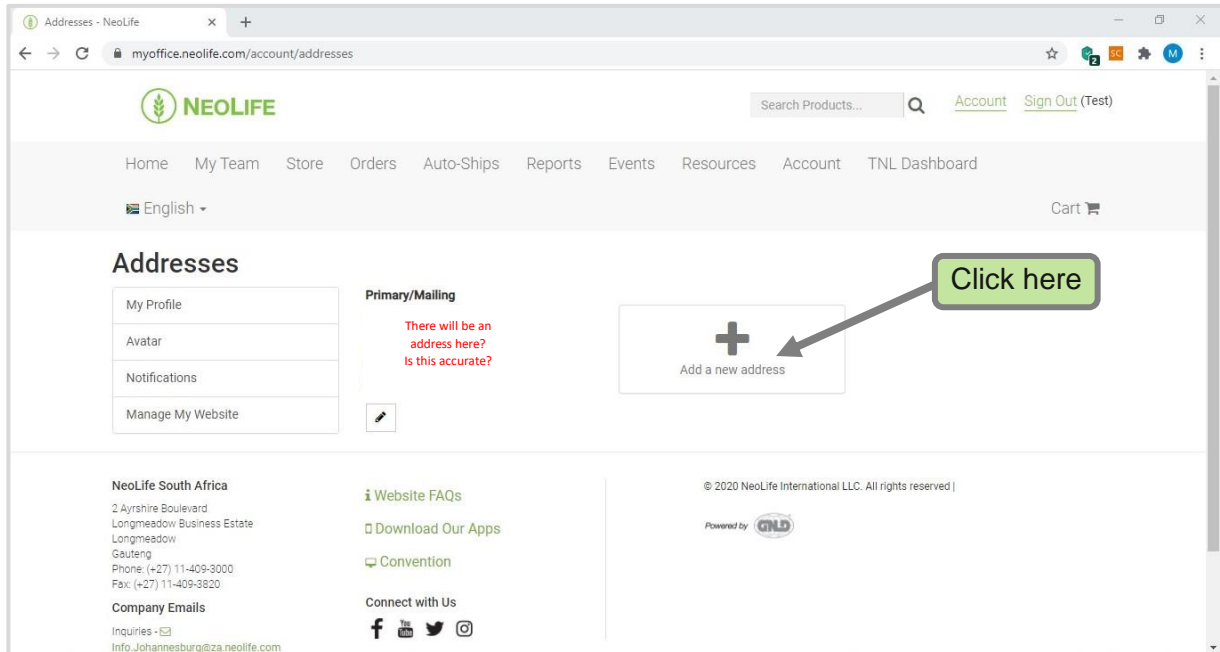 Addresses - NeoLife
myoffice.neolife.com/account/addresses
2
SC
M
NEOLIFE
Search Products...
Account
Sign Out (Test)
Home
My Team
Store
Orders
Auto-Ships
Reports
Events
Resources
Account
TNL Dashboard
English
Cart
Addresses
My Profile
Avatar
Notifications
Manage My Website
Primary/Mailing
There will be an
address here?
Is this accurate?
Add a new address
Click here
NeoLife South Africa
2 Ayrshire Boulevard
Longmeadow Business Estate
Longmeadow
Gauteng
Phone: (+27) 11-409-3000
Fax: (+27) 11-409-3820
Company Emails
Inquiries -
Info.Johannesburg@za.neolife.com
Website FAQs
Download Our Apps
Convention
Connect with Us
You
Tube
© 2020 NeoLife International LLC. All rights reserved |
Powered by GNLD